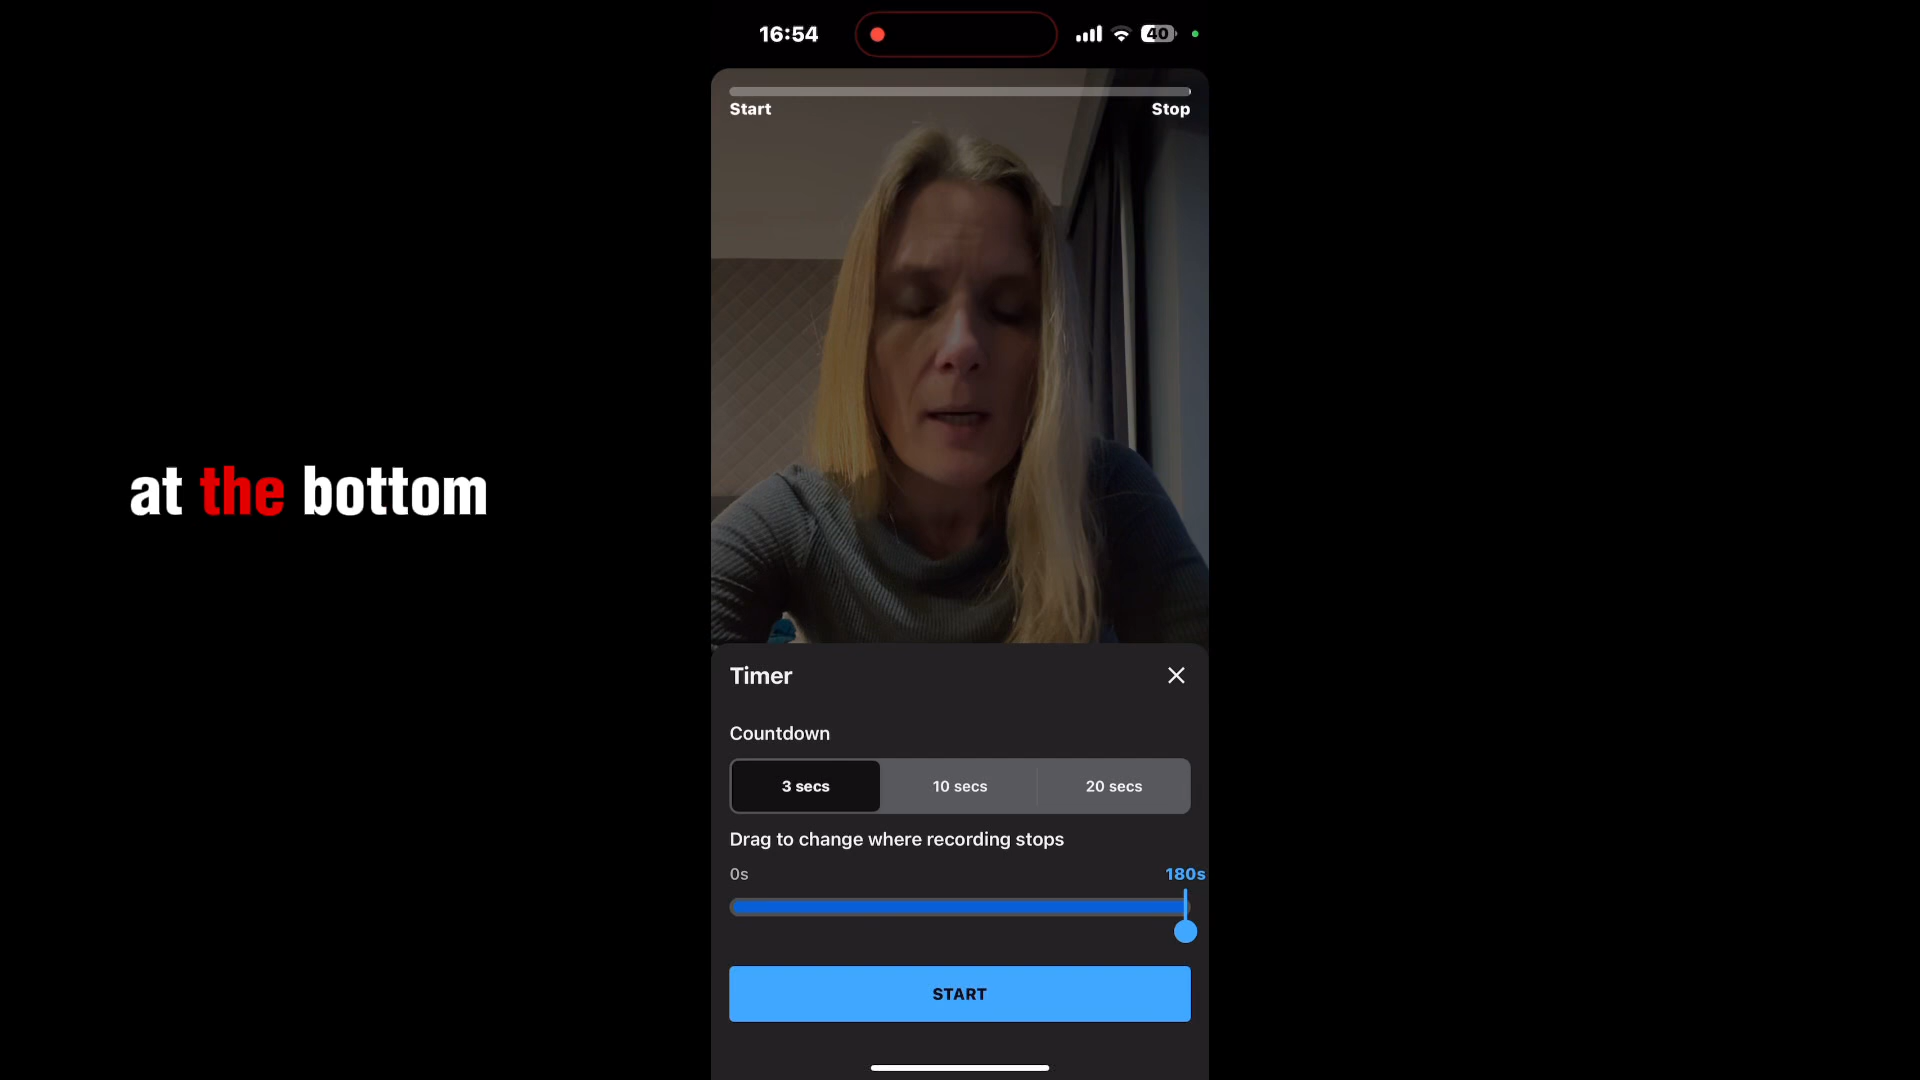 16:54
40
Start
Stop
at the bottom
Timer
Countdown
3 secs
10 secs
20 secs
Drag to change where recording stops
0s
180s
START